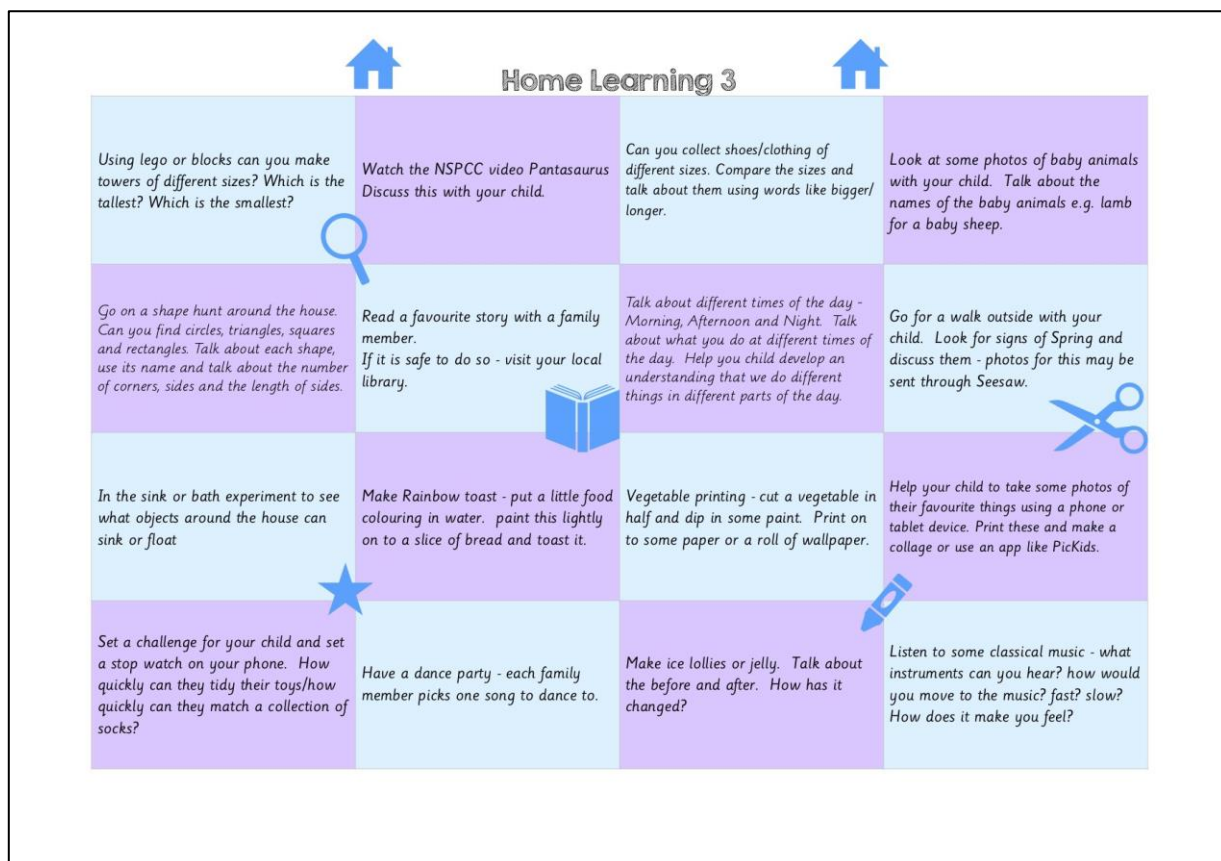 Home Learning 3
Using lego or blocks can you make
towers of different sizes? Which is the
tallest? Which is the smallest?
Watch the NSPCC video Pantasaurus
Discuss this with your child.
Can you collect shoes/clothing of
different sizes. Compare the sizes and
talk about them using words like bigger/
longer.
Look at some photos of baby animals
with your child. Talk about the
names of the baby animals e.g. lamb
for a baby sheep.
Go on a shape hunt around the house.
Can you find circles, triangles, squares
and rectangles. Talk about each shape,
use its name and talk about the number
of corners, sides and the length of sides.
Read a favourite story with a family
member.
If it is safe to do so - visit your local
library.
Talk about different times of the day -
Morning, Afternoon and Night. Talk
about what you do at different times of
the day. Help you child develop an
understanding that we do different
things in different parts of the day.
Go for a walk outside with your
child. Look for signs of Spring and
discuss them - photos for this may be
sent through Seesaw.
In the sink or bath experiment to see
what objects around the house can
sink or float
Make Rainbow toast - put a little food
colouring in water. paint this lightly
on to a slice of bread and toast it.
Vegetable printing - cut a vegetable in
half and dip in some paint. Print on
to some paper or a roll of wallpaper.
Help your child to take some photos of
their favourite things using a phone or
tablet device. Print these and make a
collage or use an app like PicKids.
Set a challenge for your child and set
a stop watch on your phone. How
quickly can they tidy their toys/how
quickly can they match a collection of
socks?
Have a dance party - each family
member picks one song to dance to.
Make ice lollies or jelly. Talk about
the before and after. How has it
changed?
Listen to some classical music - what
instruments can you hear? how would
you move to the music? fast? slow?
How does it make you feel?